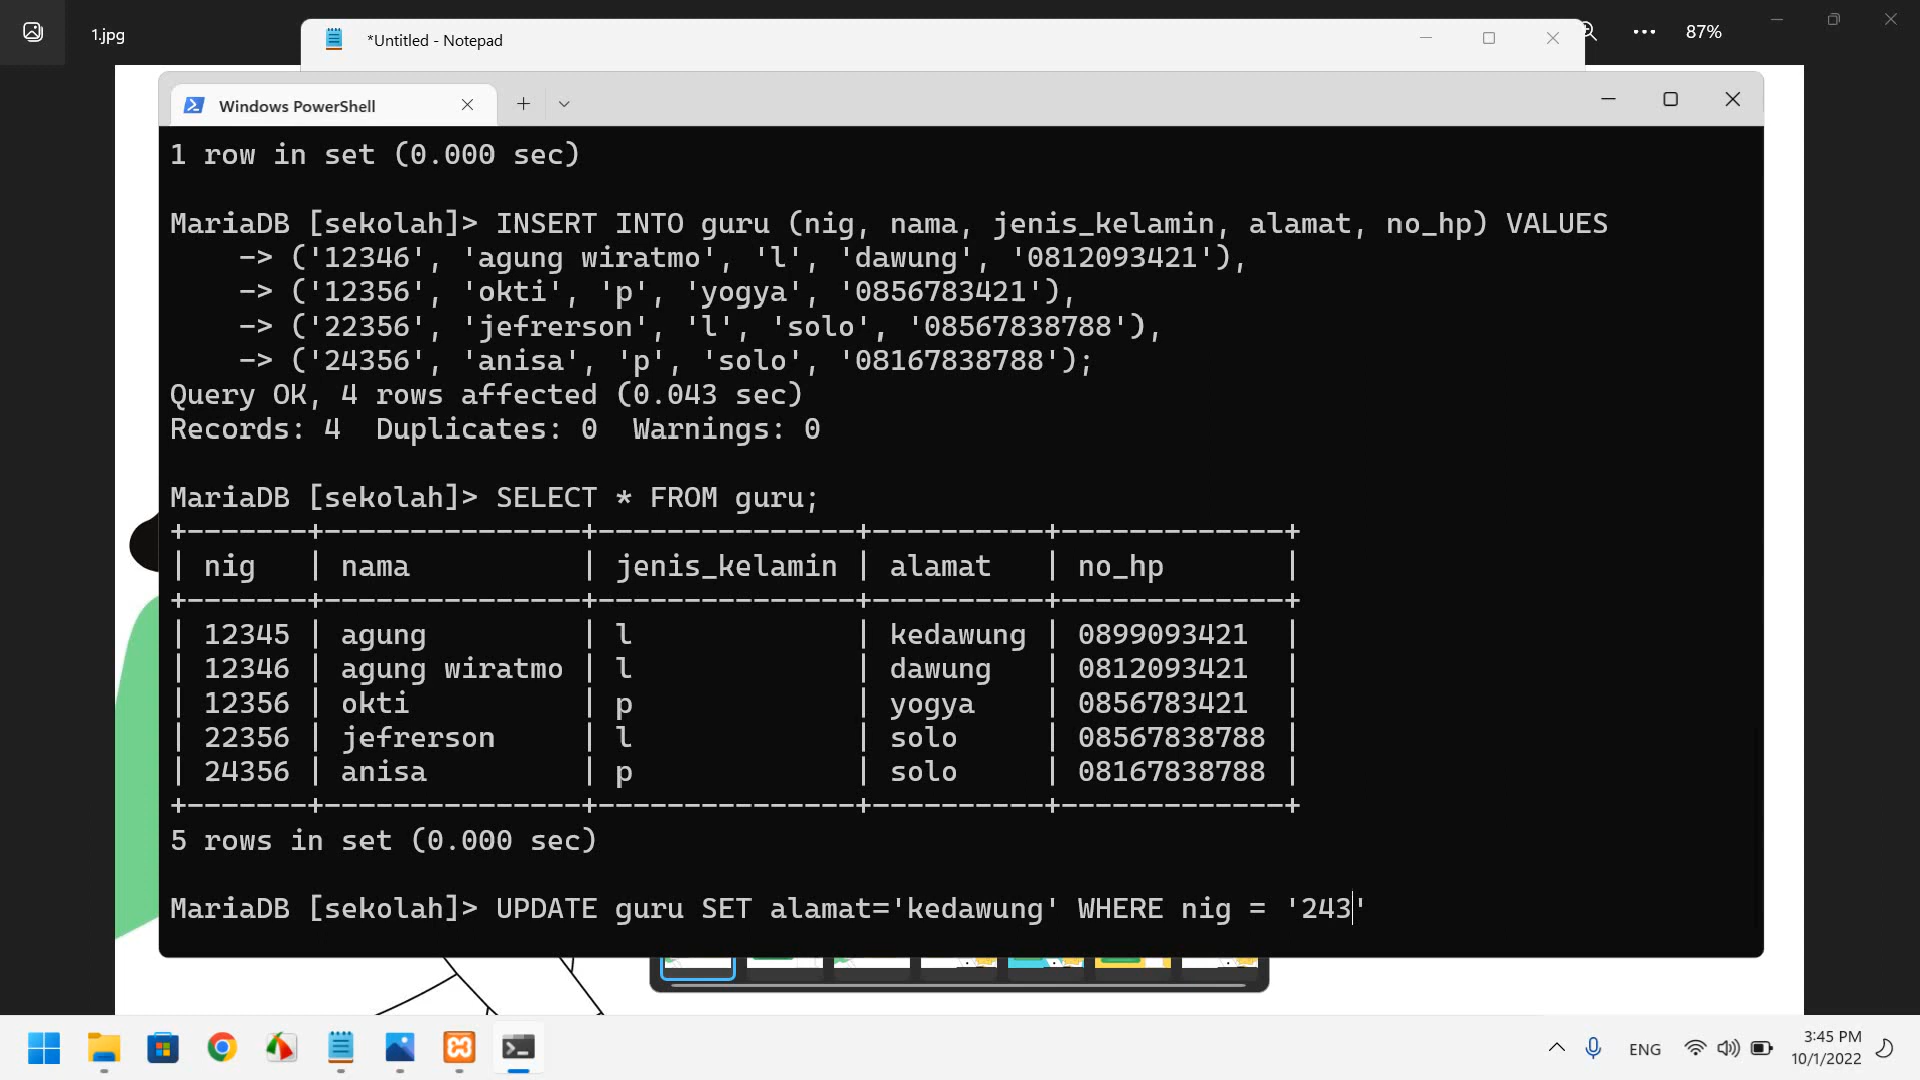 1.jpg
*Untitled - Notepad
87%
Windows PowerShell
1 row in set (0.000 sec)
MariaDB [sekolah]> INSERT INTO guru (nig, nama, jenis_kelamin, alamat, no_hp) VALUES
-> ('12346', 'agung wiratmo', 'l', 'dawung', '0812093421'),
-> ('12356', 'okti', 'p', 'yogya', '0856783421'),
-> ('22356', 'jefrerson', 'l', 'solo', '08567838788'),
-> ('24356', 'anisa', 'p', 'solo', '08167838788');
Query OK, 4 rows affected (0.043 sec)
Records: 4  Duplicates: 0  Warnings: 0
MariaDB [sekolah]> SELECT * FROM guru;
+-------+---------------+---------------+----------+-------------+
| nig   | nama          | jenis_kelamin | alamat   | no_hp       |
+-------+---------------+---------------+----------+-------------+
| 12345 | agung         | l             | kedawung | 0899093421  |
| 12346 | agung wiratmo | l             | dawung   | 0812093421  |
| 12356 | okti          | p             | yogya    | 0856783421  |
| 22356 | jefrerson     | l             | solo     | 08567838788 |
| 24356 | anisa         | p             | solo     | 08167838788 |
+-------+---------------+---------------+----------+-------------+
5 rows in set (0.000 sec)
MariaDB [sekolah]> UPDATE guru SET alamat='kedawung' WHERE nig = '243'
ENG
3:45 PM
10/1/2022